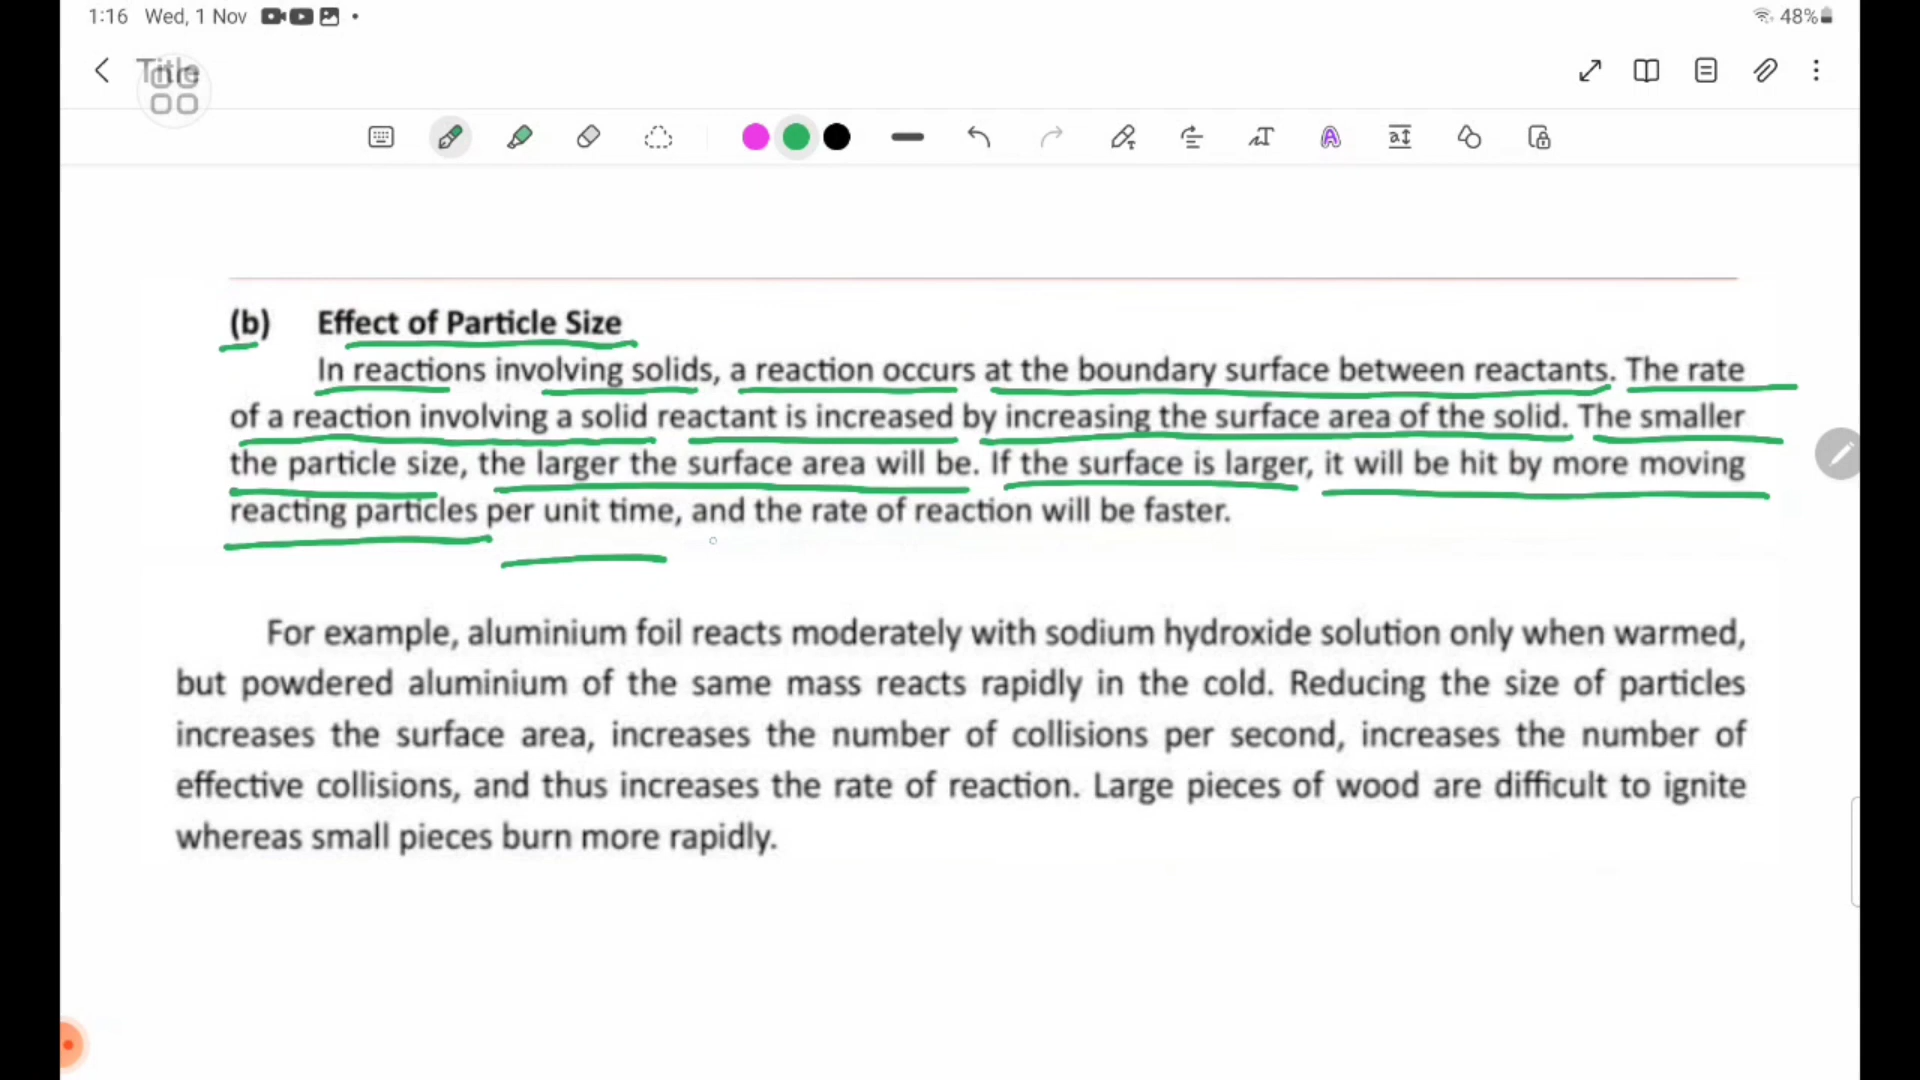 1:16 Wed, 1 Nov
48%
Title
(b) Effect of Particle Size
In reactions involving solids, a reaction occurs at the boundary surface between reactants. The rate
of a reaction involving a solid reactant is increased by increasing the surface area of the solid. The smaller
the particle size, the larger the surface area will be. If the surface is larger, it will be hit by more moving
reacting particles per unit time, and the rate of reaction will be faster.
For example, aluminium foil reacts moderately with sodium hydroxide solution only when warmed,
but powdered aluminium of the same mass reacts rapidly in the cold. Reducing the size of particles
increases the surface area, increases the number of collisions per second, increases the number of
effective collisions, and thus increases the rate of reaction. Large pieces of wood are difficult to ignite
whereas small pieces burn more rapidly.